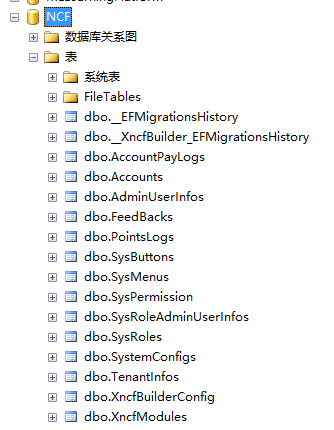 NCF
数据库关系图
表
系统表
FileTables
dbo.__EFMigrationsHistory
dbo.__XncfBuilder_EFMigrationsHistory
dbo.AccountPayLogs
dbo.Accounts
dbo.AdminUserInfos
dbo.FeedBacks
dbo.PointsLogs
dbo.SysButtons
dbo.SysMenus
dbo.SysPermission
dbo.SysRoleAdminUserInfos
dbo.SysRoles
dbo.SystemConfigs
dbo.TenantInfos
dbo.XncfBuilderConfig
dbo.XncfModules